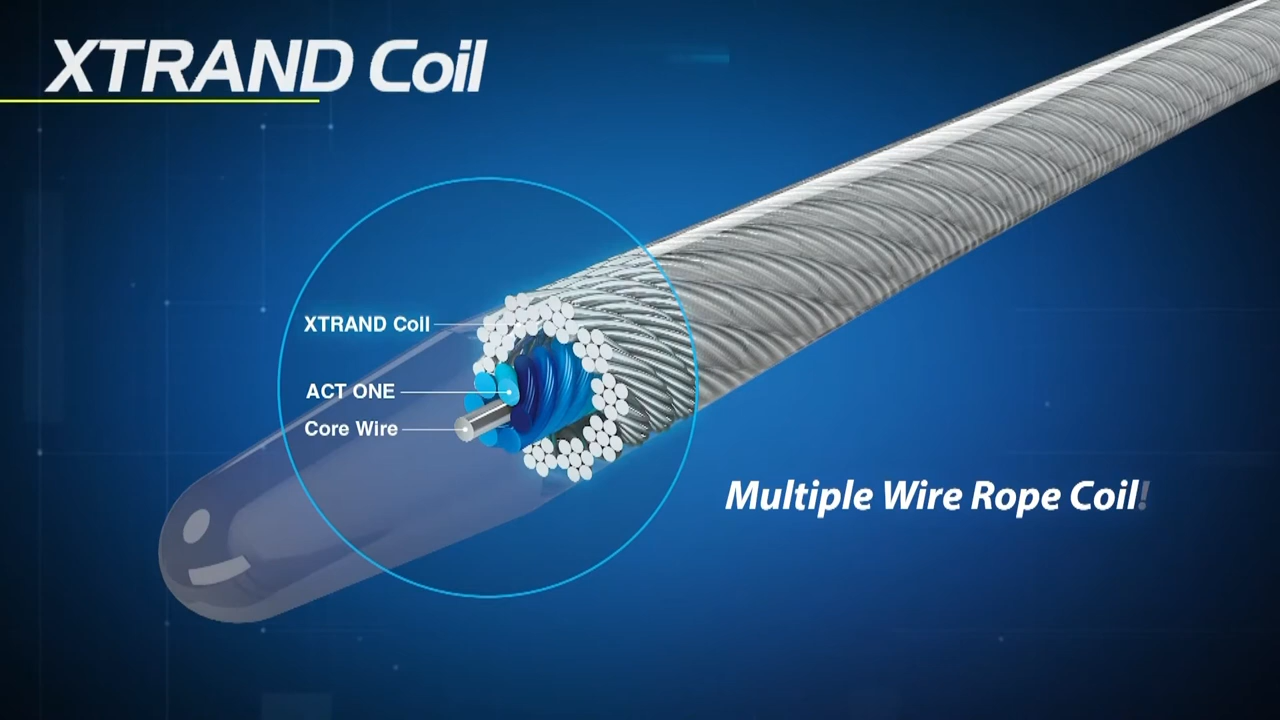 XTRAND Coil
XTRAND Coil
ACT ONE
Core Wire
Multiple Wire Rope Coil!